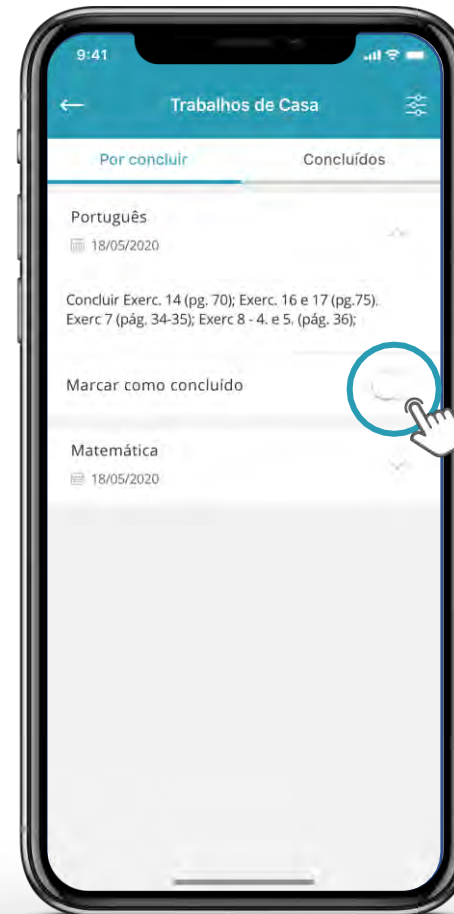 9:41
Trabalhos de Casa
Por concluir
Concluídos
Português
18/05/2020
Concluir Exerc. 14 (pg. 70); Exerc. 16 e 17 (pg.75).
Exerc 7 (pág. 34-35); Exerc 8 - 4. e 5. (pág. 36);
Marcar como concluído
Matemática
18/05/2020